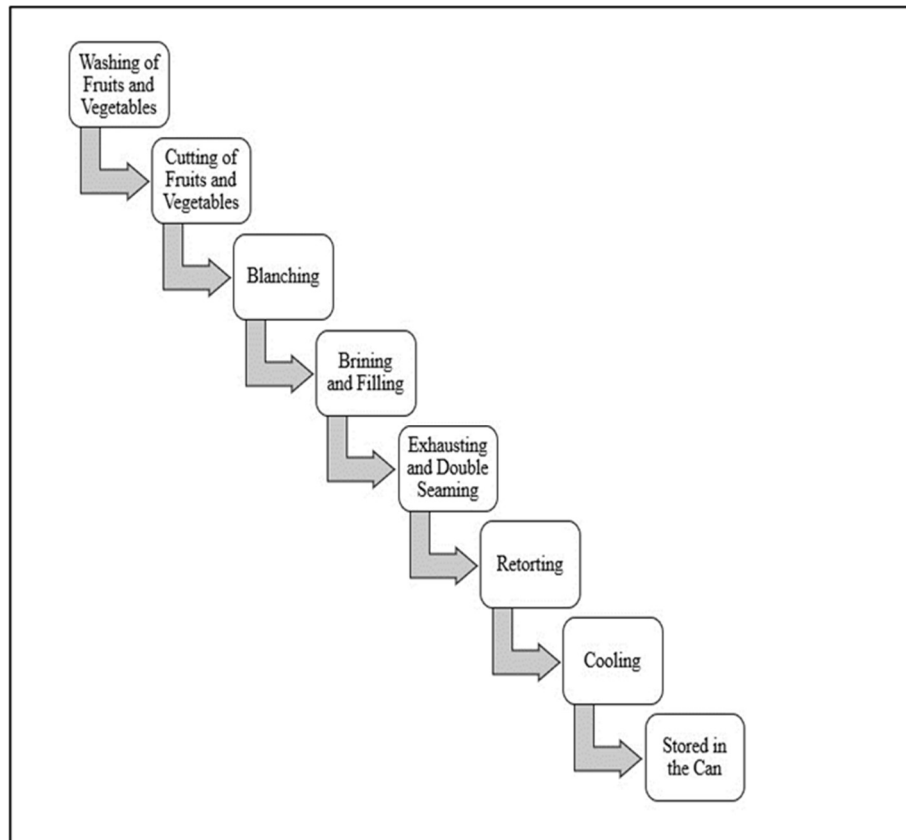 Washing of
Fruits and
Vegetables
Cutting of
Fruits and
Vegetables
Blanching
Brining
and Filling
Exhausting
and Double
Seaming
Retorting
Cooling
Stored in
the Can